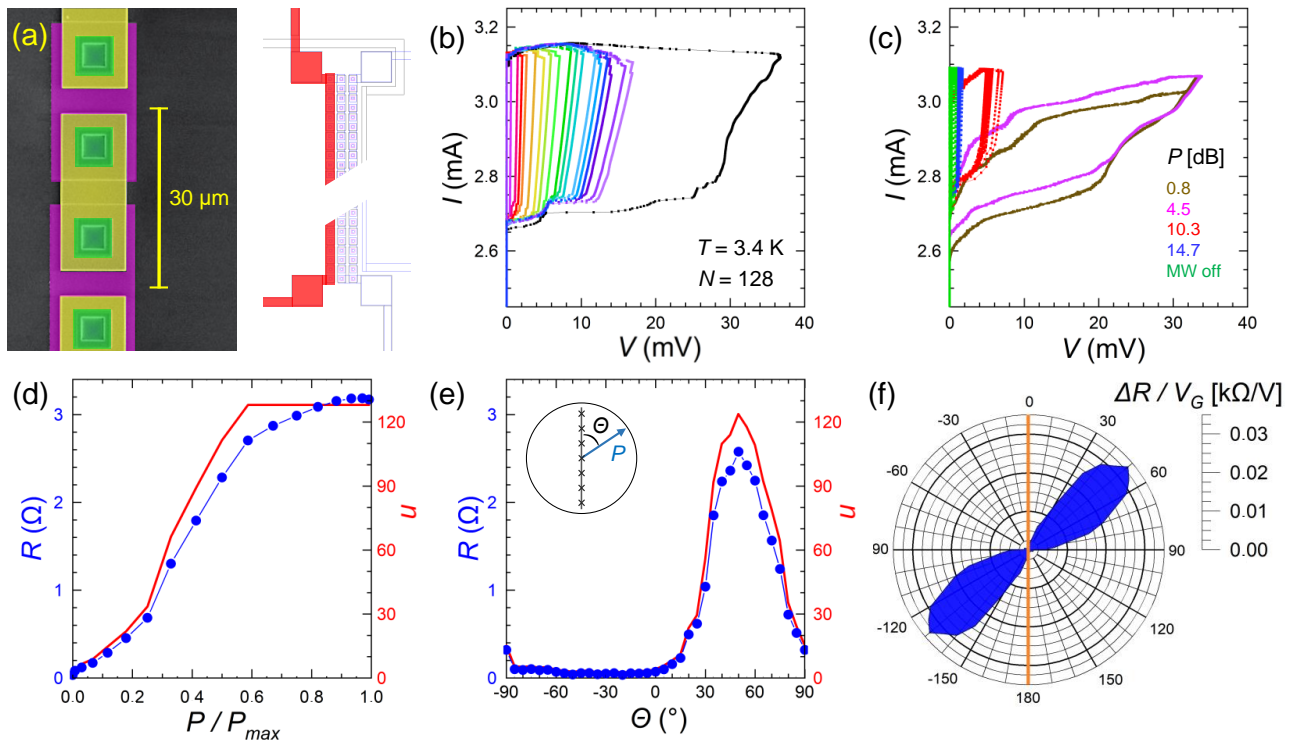 (a)
30 μm
(b)
3.2
3.0
2.8
2.6
I (mA)
0
10
20
30
40
V (mV)
T = 3.4 K
N = 128
(c)
3.2
3.0
2.8
2.6
I (mA)
0
10
20
30
40
V (mV)
P [dB]
0.8
4.5
10.3
14.7
MW off
(d)
3
2
1
0
R (Ω)
120
90
60
30
0
n
0.0
0 2
0 4
0 6
0 8
1.0
P / Pmax
(e)
3
2
1
0
R (Ω)
Θ
P
120
90
60
30
0
n
-90
-60
-30
0
30
60
90
Θ (°)
(f)
ΔR / VG [kΩ/V]
0.03
0.02
0.01
0.00
0
30
60
90
120
150
180
-150
-120
90
-60
-30